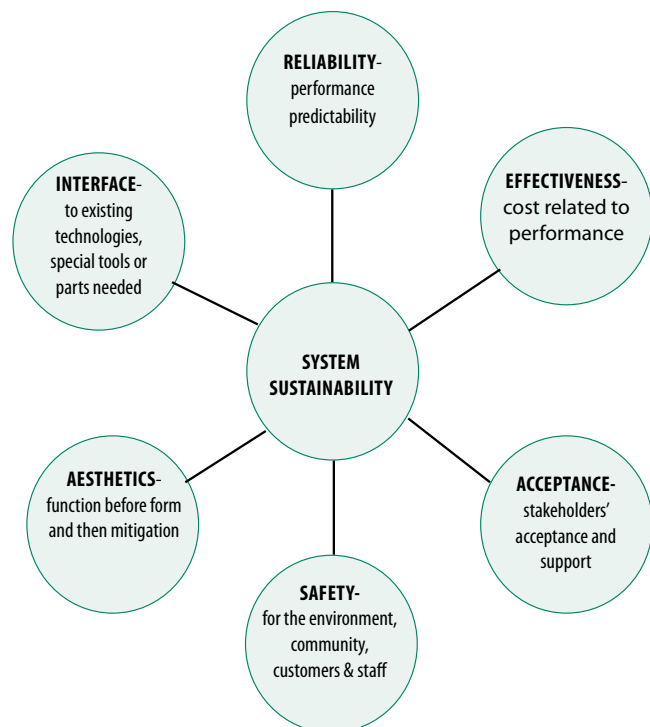 RELIABILITY-
performance
predictability
EFFECTIVENESS-
cost related to
performance
INTERFACE-
to existing
technologies,
special tools or
parts needed
SYSTEM
SUSTAINABILITY
AESTHETICS-
function before form
and then mitigation
ACCEPTANCE-
stakeholders’
acceptance and
support
SAFETY-
for the environment,
community,
customers & staff